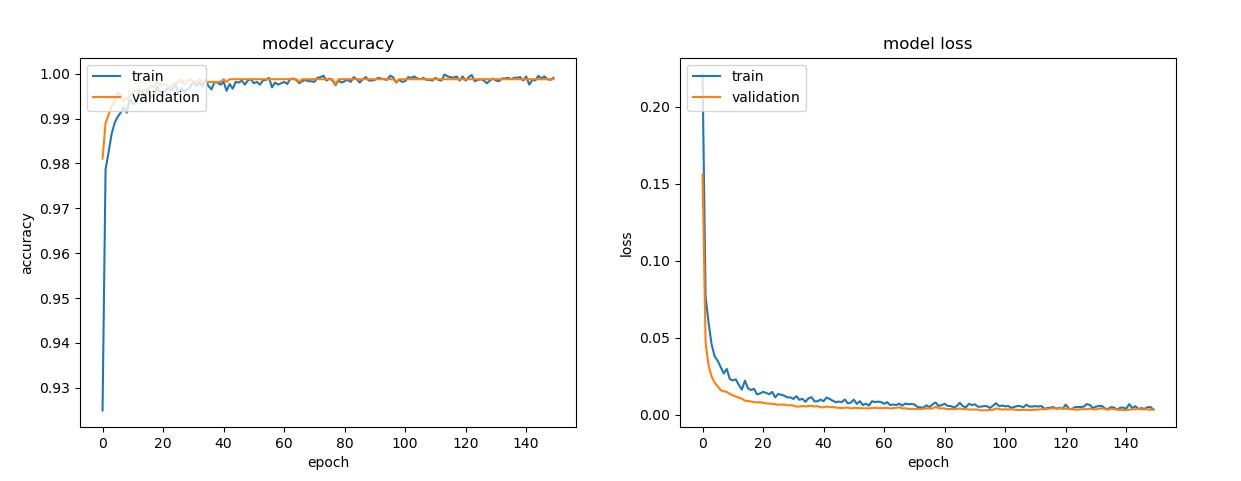 model accuracy
train
validation
1.00
0.99
0.98
0.97
0.96
0.95
0.94
0.93
accuracy
0 20 40 60 80 100 120 140
epoch
model loss
train
validation
0.20
0.15
0.10
0.05
0.00
loss
0 20 40 60 80 100 120 140
epoch